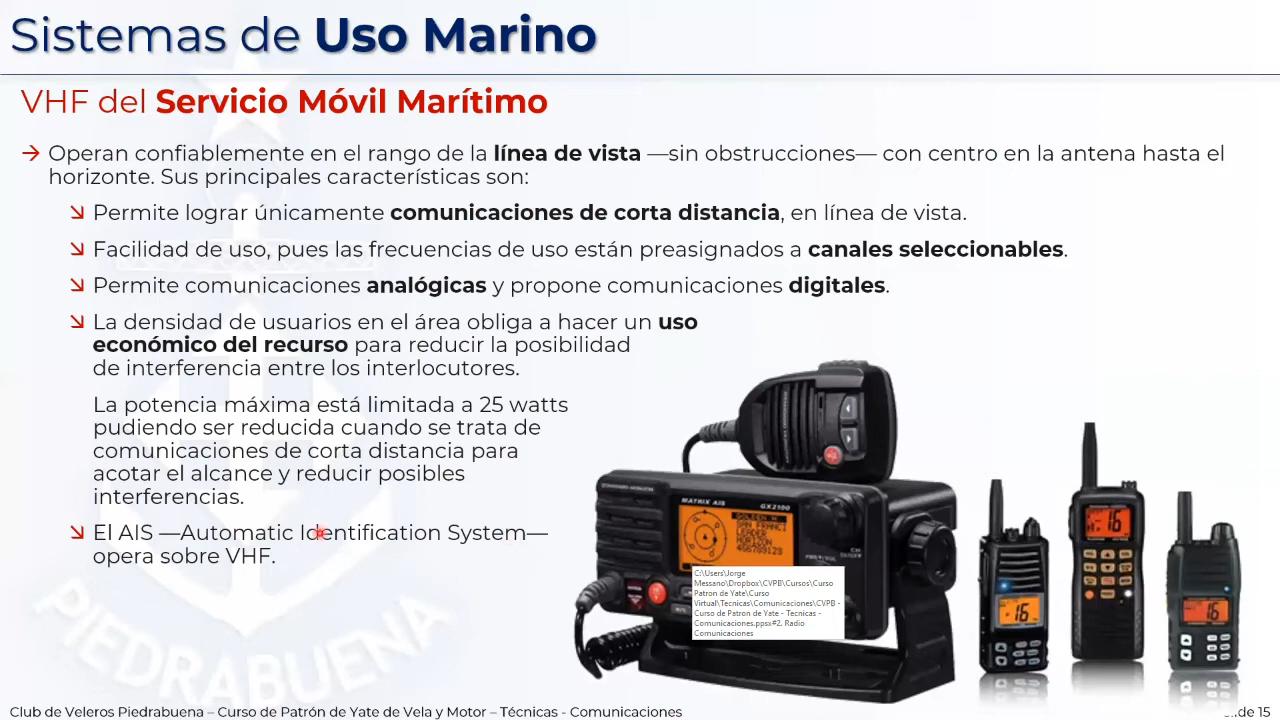 Sistemas de Uso Marino
VHF del Servicio Móvil Marítimo
→ Operan confiablemente en el rango de la línea de vista —sin obstrucciones— con centro en la antena hasta el
horizonte. Sus principales características son:
↘ Permite lograr únicamente comunicaciones de corta distancia, en línea de vista.
↘ Facilidad de uso, pues las frecuencias de uso están preasignados a canales seleccionables.
↘ Permite comunicaciones analógicas y propone comunicaciones digitales.
↘ La densidad de usuarios en el área obliga a hacer un uso
económico del recurso para reducir la posibilidad
de interferencia entre los interlocutores.
La potencia máxima está limitada a 25 watts
pudiendo ser reducida cuando se trata de
comunicaciones de corta distancia para
acotar el alcance y reducir posibles
interferencias.
↘ El AIS —Automatic Identification System—
opera sobre VHF.
MATRIX AIS
GX2100
GOLDEN
SAN FRANCI
LEADER
HORIZON
456789123
C:\Users\Jorge
Messano\Dropbox\CVPB\Cursos\Curso
Patron de Yate\Curso
Virtual\Tecnicas\Comunicaciones\CVPB -
Curso de Patron de Yate - Tecnicas -
Comunicaciones.ppsx#2. Radio
Comunicaciones
16
16
16
PIEDRABUENA
Club de Veleros Piedrabuena – Curso de Patrón de Yate de Vela y Motor – Técnicas - Comunicaciones
Slide 15